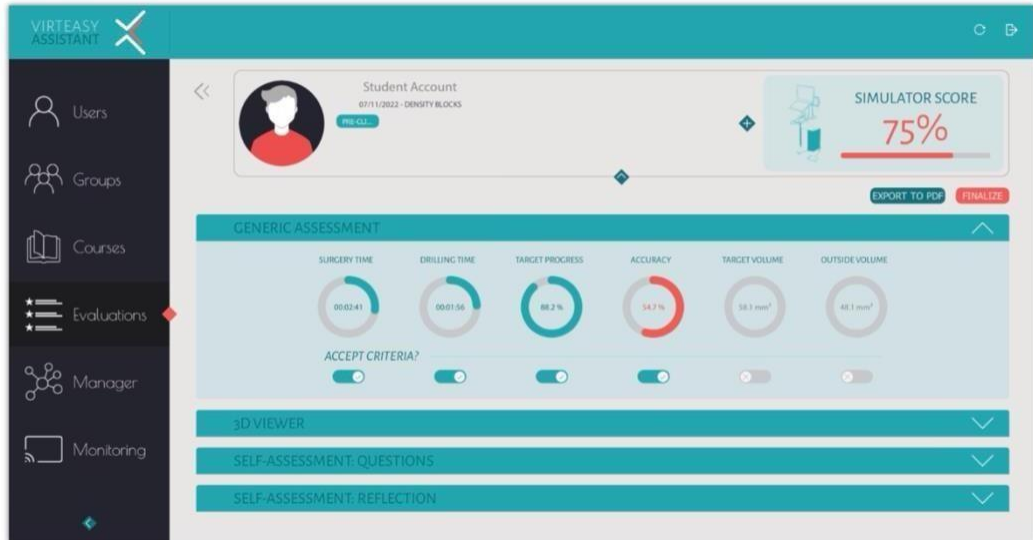 VIRTEASY
ASSISTANT
Users
Groups
Courses
Evaluations
Manager
Monitoring
Student Account
07/11/2022 - DENSITY BLOCKS
PRE-CLI...
SIMULATOR SCORE
75%
EXPORT TO PDF
FINALIZE
GENERIC ASSESSMENT
SURGERY TIME
DRILLING TIME
TARGET PROGRESS
ACCURACY
TARGET VOLUME
OUTSIDE VOLUME
00:02:41
00:01:56
88.2 %
54.7 %
58.1 mm³
48.1 mm³
ACCEPT CRITERIA?
3D VIEWER
SELF-ASSESSMENT: QUESTIONS
SELF-ASSESSMENT: REFLECTION